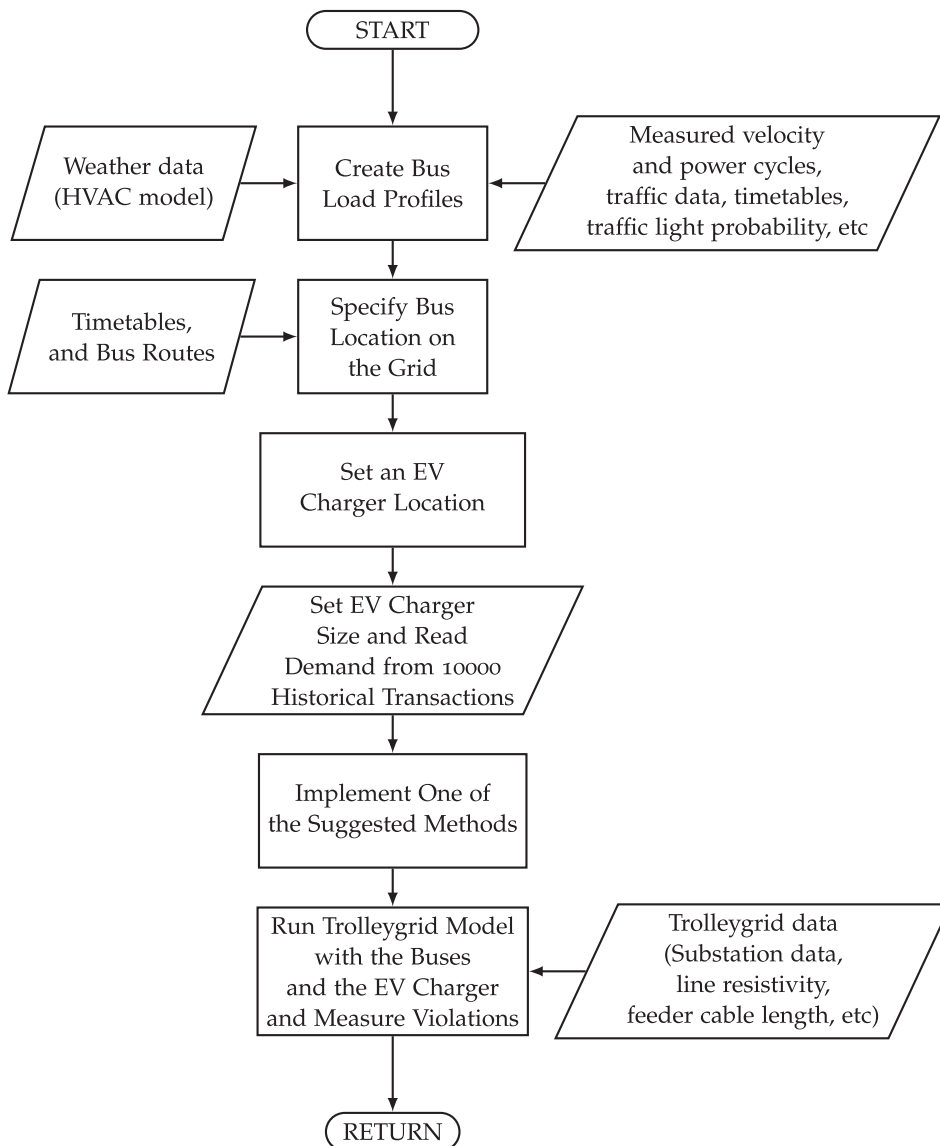 START
Weather data
(HVAC model)
Create Bus
Load Profiles
Measured velocity
and power cycles,
traffic data, timetables,
traffic light probability, etc
Timetables,
and Bus Routes
Specify Bus
Location on
the Grid
Set an EV
Charger Location
Set EV Charger
Size and Read
Demand from 10000
Historical Transactions
Implement One of
the Suggested Methods
Run Trolleygrid Model
with the Buses
and the EV Charger
and Measure Violations
Trolleygrid data
(Substation data,
line resistivity,
feeder cable length, etc)
RETURN